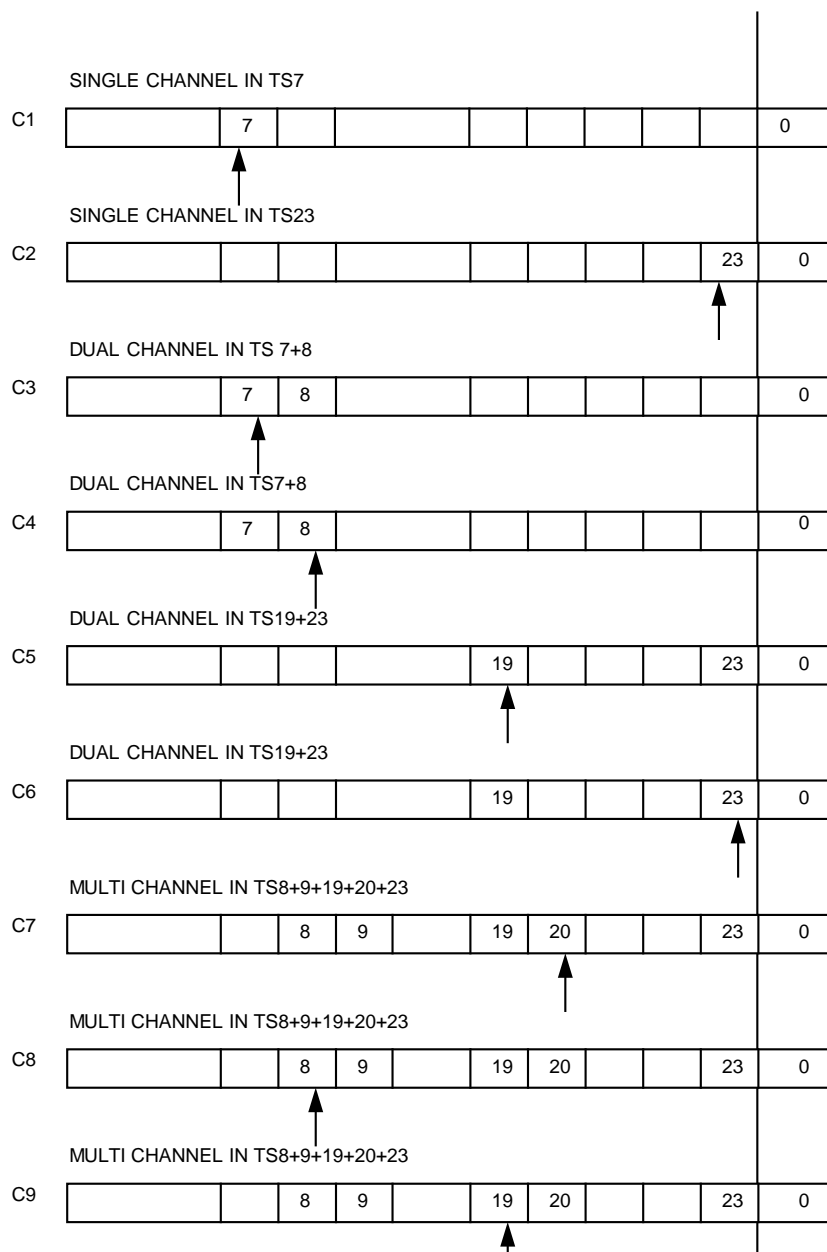 SINGLE CHANNEL IN TS7
C1 7 0
SINGLE CHANNEL IN TS23
C2 23 0
DUAL CHANNEL IN TS 7+8
C3 7 8 0
DUAL CHANNEL IN TS7+8
C4 7 8 0
DUAL CHANNEL IN TS19+23
C5 19 23 0
DUAL CHANNEL IN TS19+23
C6 19 23 0
MULTI CHANNEL IN TS8+9+19+20+23
C7 8 9 19 20 23 0
MULTI CHANNEL IN TS8+9+19+20+23
C8 8 9 19 20 23 0
MULTI CHANNEL IN TS8+9+19+20+23
C9 8 9 19 20 23 0